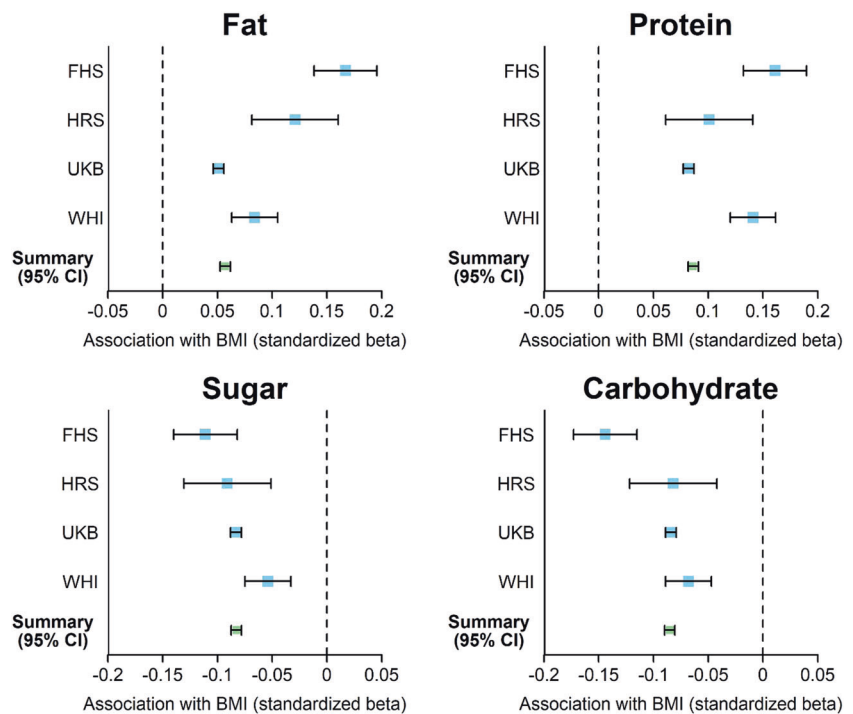 Fat
FHS
HRS
UKB
WHI
Summary
(95% CI)
-0.05 0 0.05 0.1 0.15 0.2
Association with BMI (standardized beta)
Protein
FHS
HRS
UKB
WHI
Summary
(95% CI)
-0.05 0 0.05 0.1 0.15 0.2
Association with BMI (standardized beta)
Sugar
FHS
HRS
UKB
WHI
Summary
(95% CI)
-0.2 -0.15 -0.1 -0.05 0 0.05
Association with BMI (standardized beta)
Carbohydrate
FHS
HRS
UKB
WHI
Summary
(95% CI)
-0.2 -0.15 -0.1 -0.05 0 0.05
Association with BMI (standardized beta)